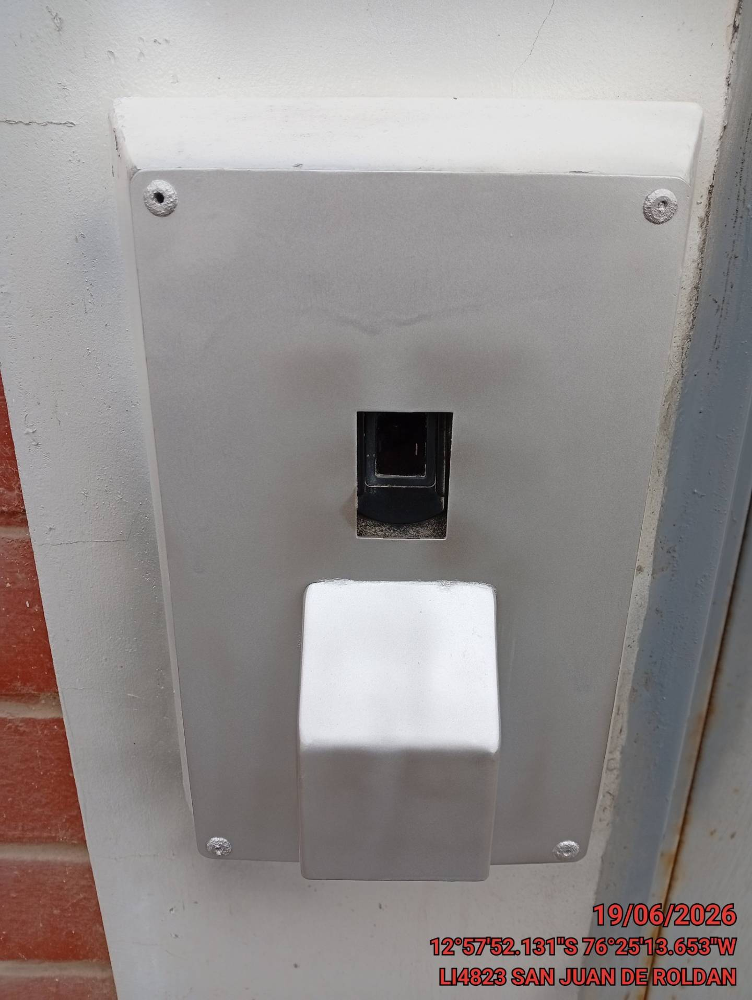 19/06/2026
12°57'52.131"S 76°25'13.653"W
LI4823 SAN JUAN DE ROLDAN